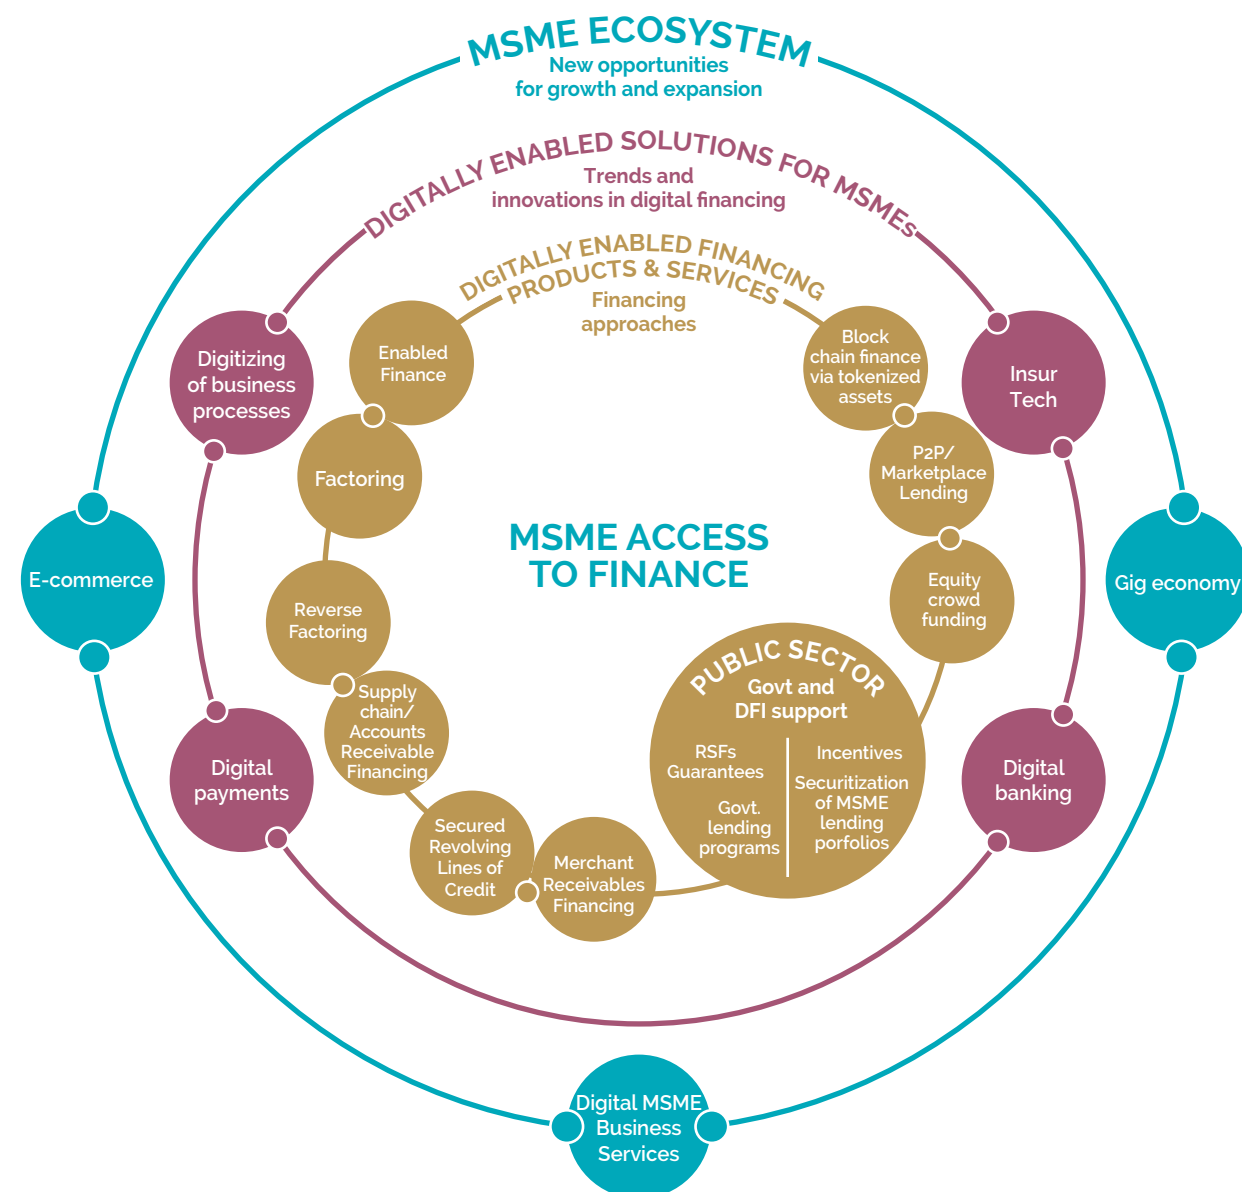 MSME ECOSYSTEM
New opportunities
for growth and expansion
DIGITALLY ENABLED SOLUTIONS FOR MSMEs
Trends and
innovations in digital financing
DIGITALLY ENABLED FINANCING
PRODUCTS & SERVICES
Financing
approaches
Enabled
Finance
Block
chain finance
via tokenized
assets
Digitizing
of business
processes
Insur
Tech
Factoring
P2P/
Marketplace
Lending
MSME ACCESS
TO FINANCE
E-commerce
Gig economy
Equity
crowd
funding
Reverse
Factoring
PUBLIC SECTOR
Govt and
DFI support
RSFs
Guarantees
Govt.
lending
programs
Incentives
Securitization
of MSME
lending
porfolios
Supply
chain/
Accounts
Receivable
Financing
Digital
payments
Digital
banking
Secured
Revolving
Lines of
Credit
Merchant
Receivables
Financing
Digital MSME
Business
Services